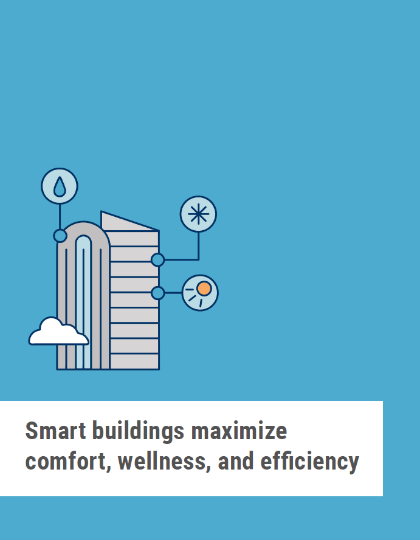 Smart buildings maximize
comfort, wellness, and efficiency